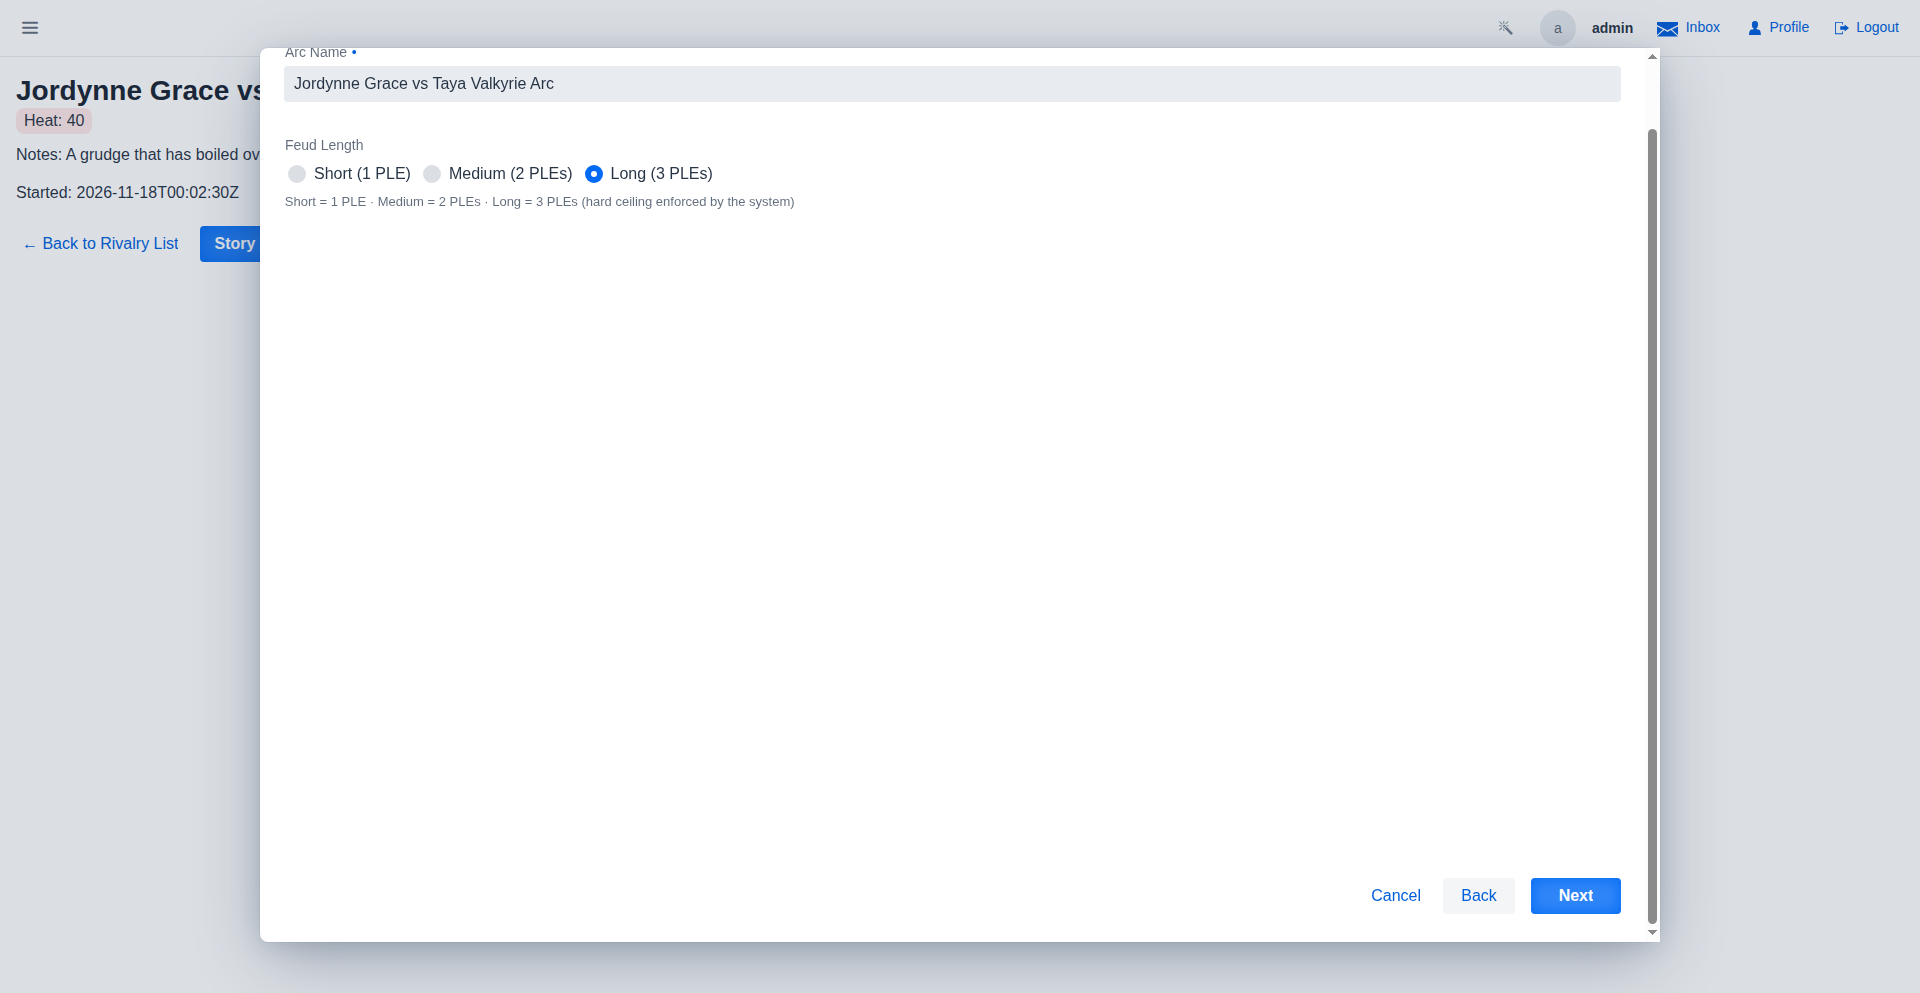 a admin Inbox Profile Logout
Jordynne Grace vs
Heat: 40
Notes: A grudge that has boiled ov
Started: 2026-11-18T00:02:30Z
← Back to Rivalry List Story
Arc Name •
Jordynne Grace vs Taya Valkyrie Arc
Feud Length
Short (1 PLE) Medium (2 PLEs) Long (3 PLEs)
Short = 1 PLE · Medium = 2 PLEs · Long = 3 PLEs (hard ceiling enforced by the system)
Cancel Back Next